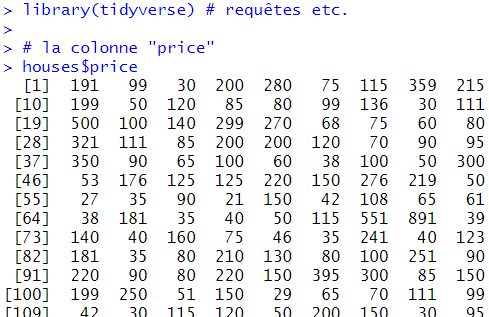 > library(tidyverse) # requêtes etc.
>
> # la colonne "price"
> houses$price
[1] 191 99 30 200 280 75 115 359 215
[10] 199 50 120 85 80 99 136 30 111
[19] 500 100 140 299 270 68 75 60 80
[28] 321 111 85 200 200 120 70 90 95
[37] 350 90 65 100 60 38 100 50 300
[46] 53 176 125 125 220 150 276 219 50
[55] 27 35 90 21 150 42 108 65 61
[64] 38 181 35 40 50 115 551 891 39
[73] 140 40 160 75 46 35 241 40 123
[82] 181 35 80 210 130 80 100 251 90
[91] 220 90 80 220 150 395 300 85 150
[100] 199 250 51 150 29 65 70 111 99
[109] 42 30 115 120 50 200 150 30 95